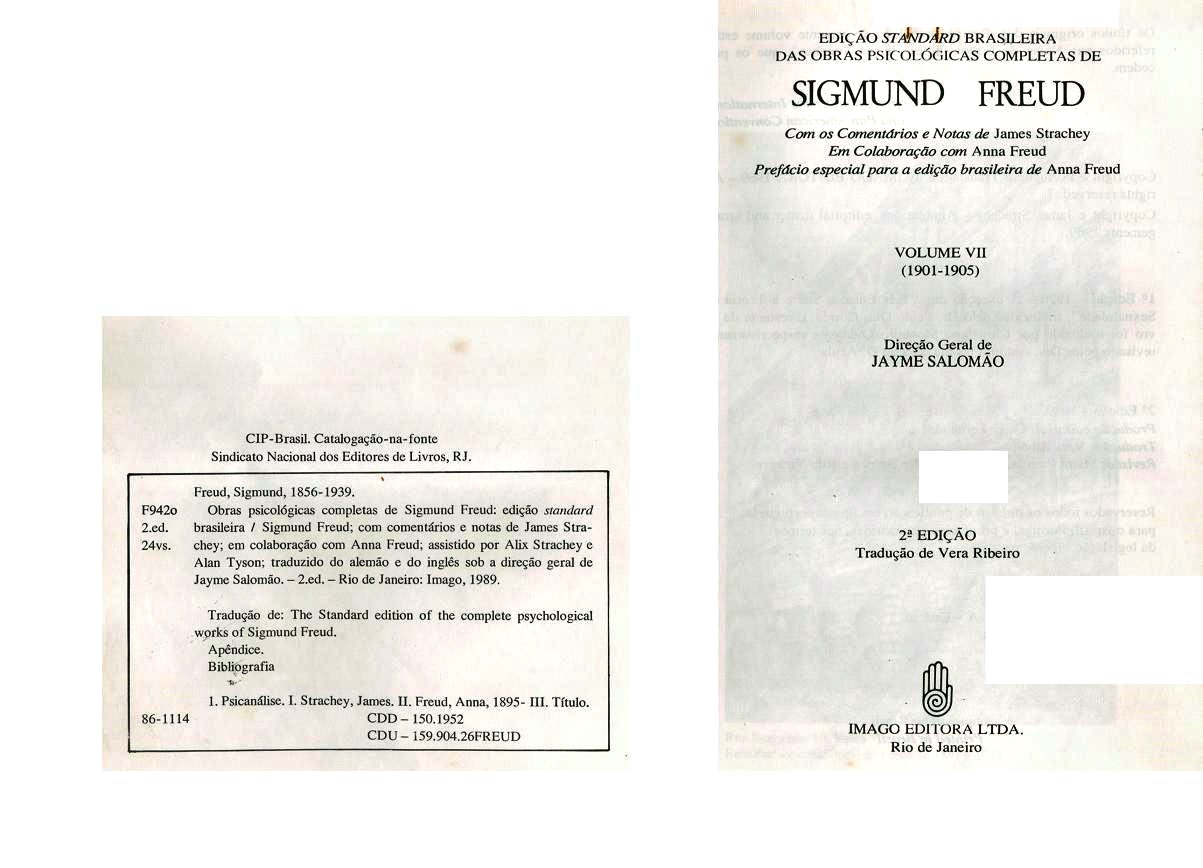 CIP-Brasil. Catalogação-na-fonte
Sindicato Nacional dos Editores de Livros, RJ.
Freud, Sigmund, 1856-1939.
F942o Obras psicológicas completas de Sigmund Freud: edição standard
2.ed. brasileira / Sigmund Freud; com comentários e notas de James Stra-
24vs. chey; em colaboração com Anna Freud; assistido por Alix Strachey e
Alan Tyson; traduzido do alemão e do inglês sob a direção geral de
Jayme Salomão. – 2.ed. – Rio de Janeiro: Imago, 1989.
Tradução de: The Standard edition of the complete psychological
works of Sigmund Freud.
Apêndice.
Bibliografia
1. Psicanálise. I. Strachey, James. II. Freud, Anna, 1895- III. Título.
86-1114 CDD – 150.1952
CDU – 159.904.26FREUD
EDIÇÃO STANDARD BRASILEIRA
DAS OBRAS PSICOLÓGICAS COMPLETAS DE
SIGMUND FREUD
Com os Comentários e Notas de James Strachey
Em Colaboração com Anna Freud
Prefácio especial para a edição brasileira de Anna Freud
VOLUME VII
(1901-1905)
Direção Geral de
JAYME SALOMÃO
2ª EDIÇÃO
Tradução de Vera Ribeiro
IMAGO EDITORA LTDA.
Rio de Janeiro